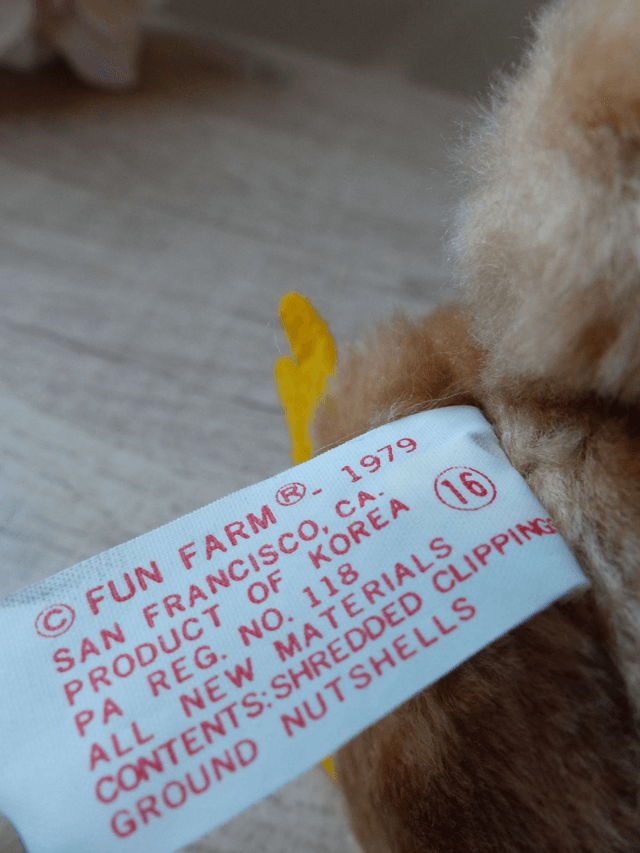 © FUN FARM®- 1979
SAN FRANCISCO, CA.
PRODUCT OF KOREA (16)
PA REG. NO. 118
ALL NEW MATERIALS
CONTENTS:SHREDDED CLIPPING
GROUND NUTSHELLS